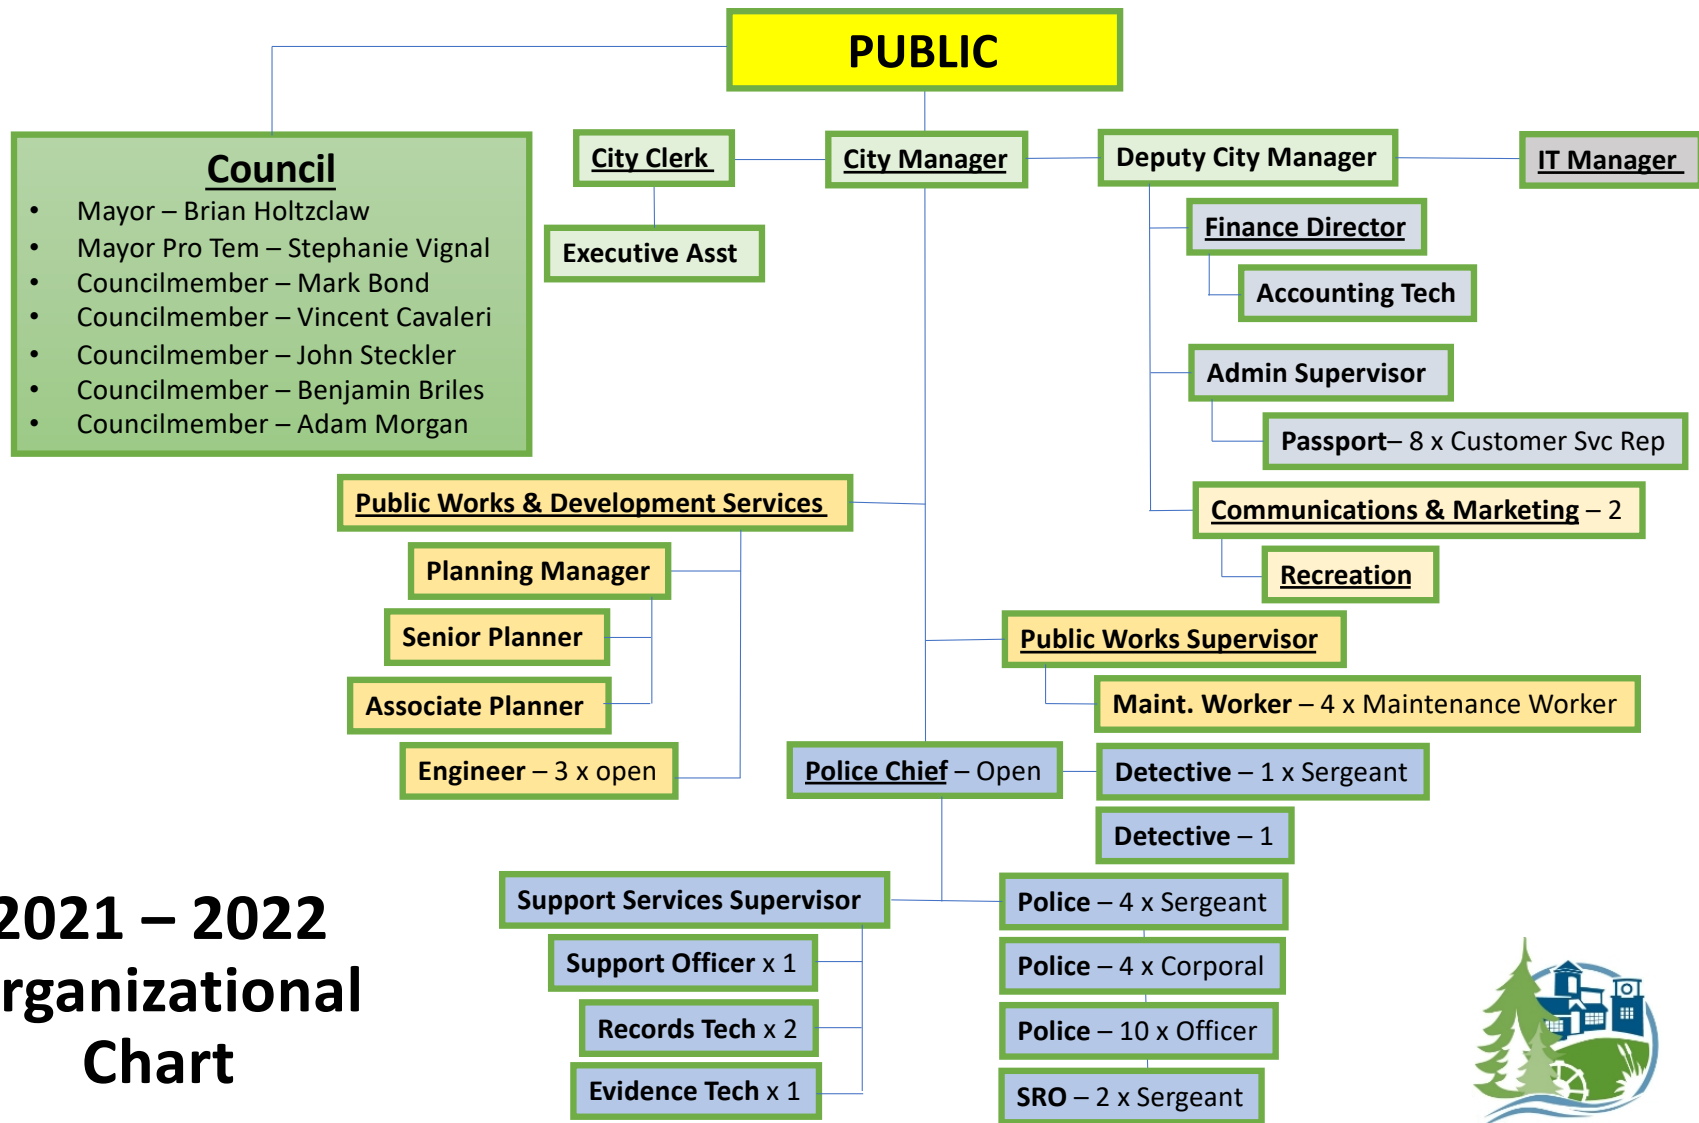 PUBLIC
Council
• Mayor – Brian Holtzclaw
• Mayor Pro Tem – Stephanie Vignal
• Councilmember – Mark Bond
• Councilmember – Vincent Cavaleri
• Councilmember – John Steckler
• Councilmember – Benjamin Briles
• Councilmember – Adam Morgan
City Clerk
City Manager
Deputy City Manager
IT Manager
Executive Asst
Finance Director
Accounting Tech
Admin Supervisor
Passport– 8 x Customer Svc Rep
Communications & Marketing – 2
Recreation
Public Works & Development Services
Planning Manager
Senior Planner
Associate Planner
Engineer – 3 x open
Public Works Supervisor
Maint. Worker – 4 x Maintenance Worker
Police Chief – Open
Detective – 1 x Sergeant
Detective – 1
Support Services Supervisor
Support Officer x 1
Records Tech x 2
Evidence Tech x 1
Police – 4 x Sergeant
Police – 4 x Corporal
Police – 10 x Officer
SRO – 2 x Sergeant
2021 – 2022
rganizational
Chart